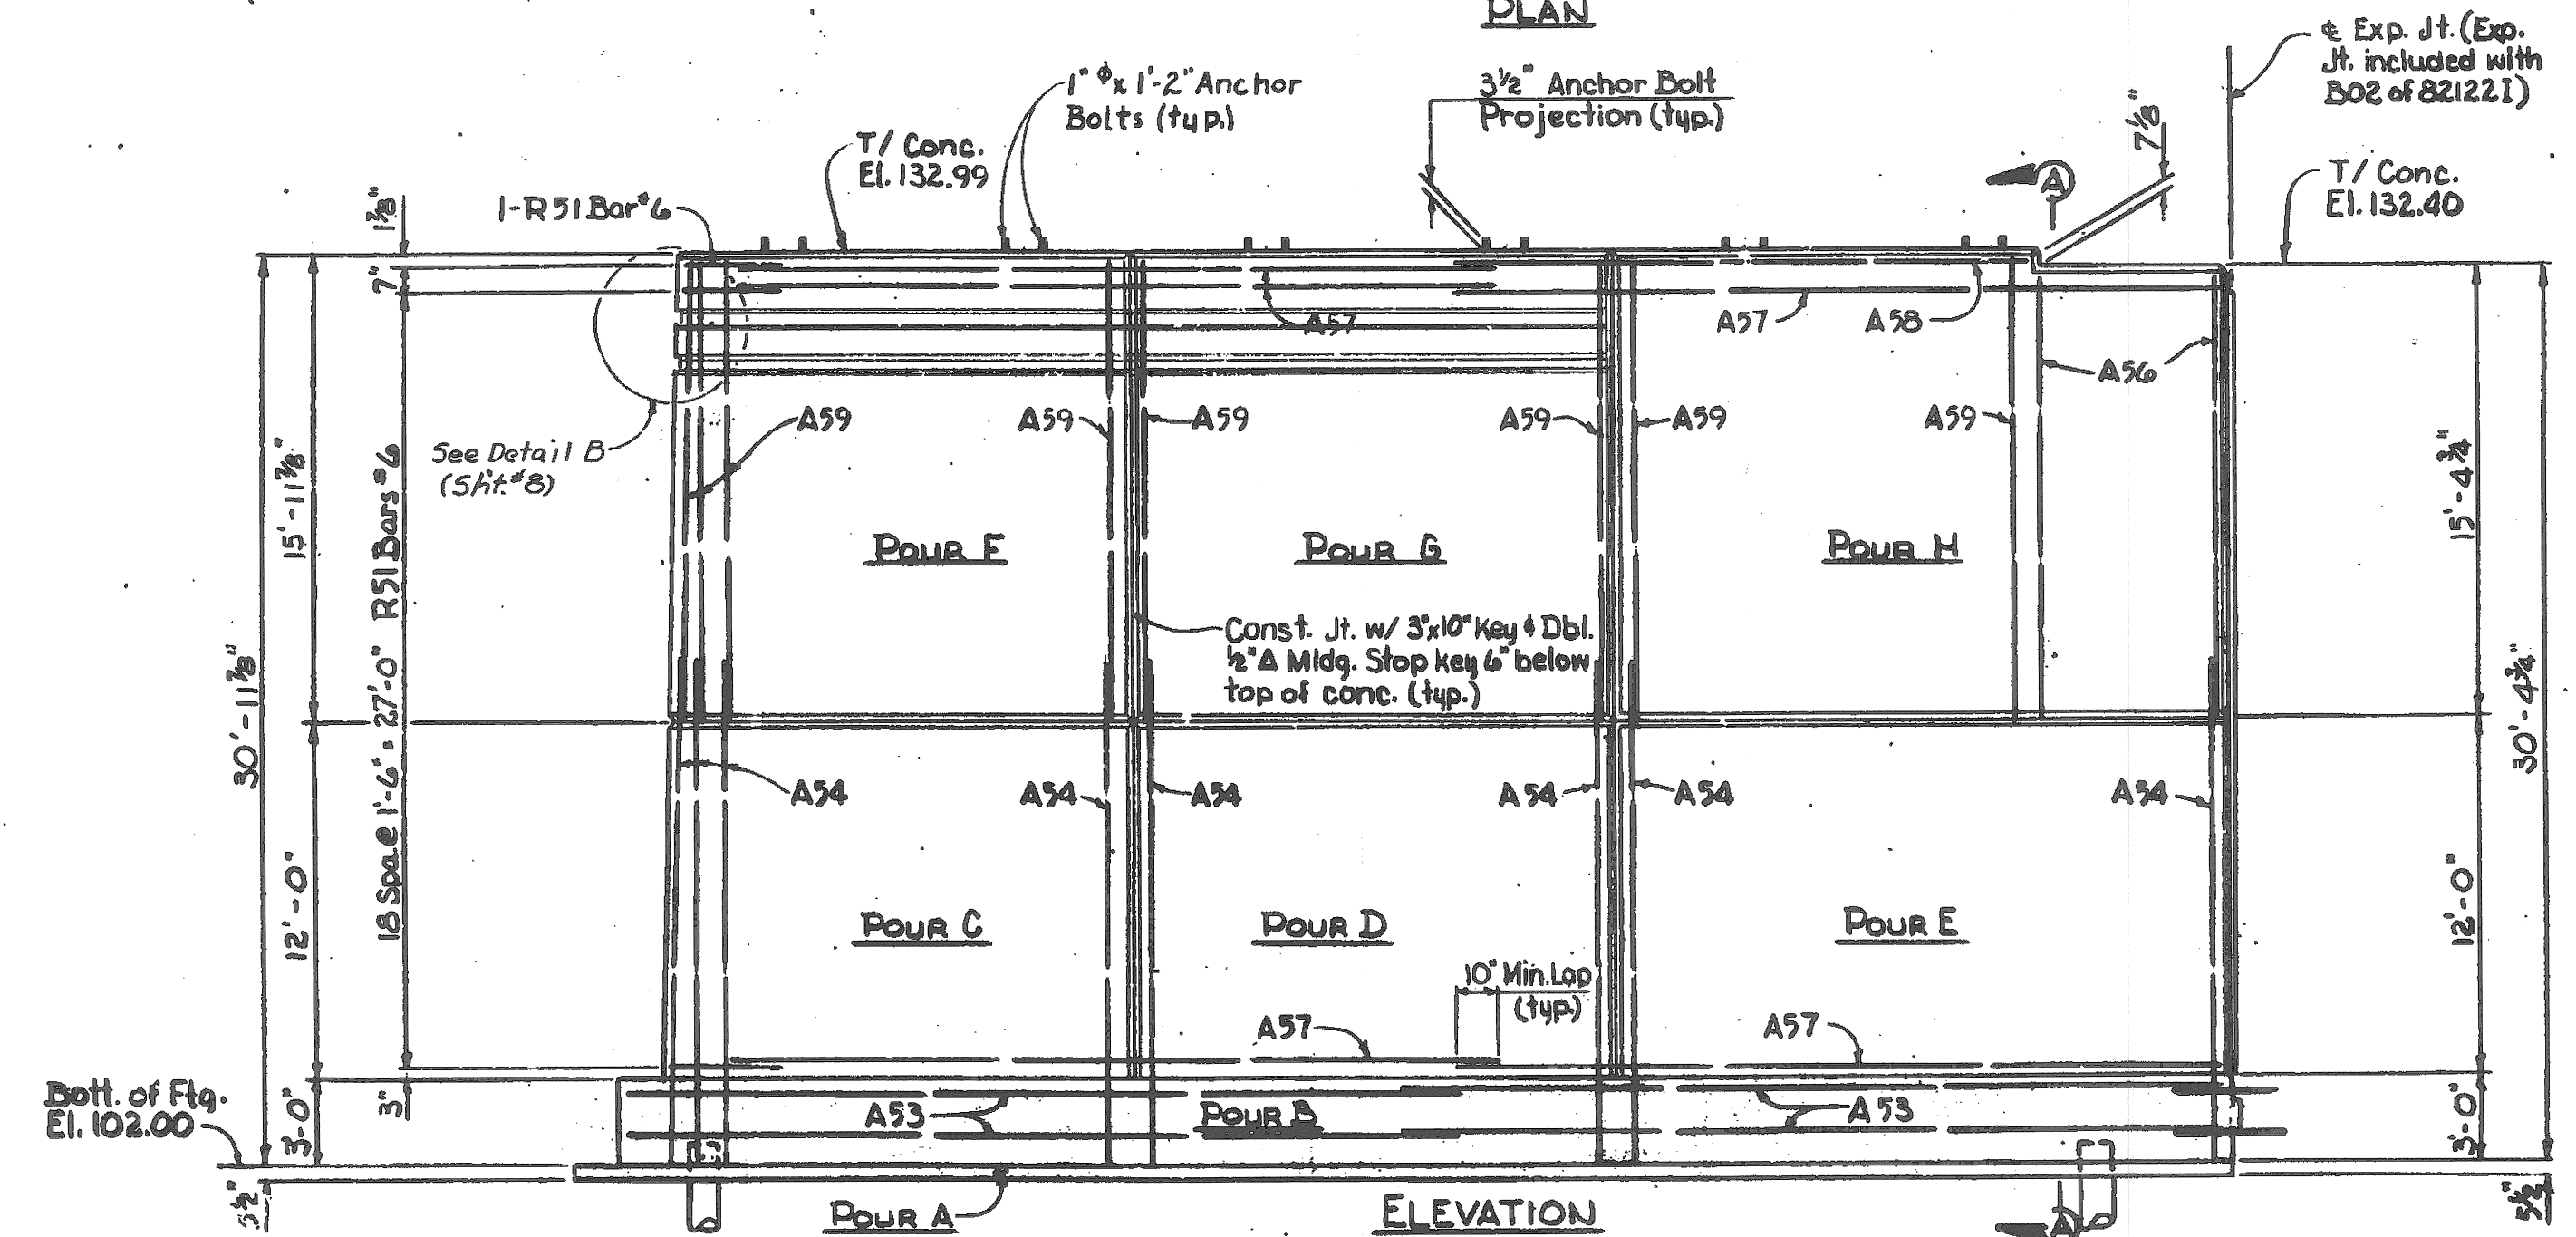 PLAN
¢ Exp. Jt. (Exp.
Jt. included with
B02 of 82122I)
1" ϕ x 1'-2" Anchor
Bolts (typ.)
3½" Anchor Bolt
Projection (typ.)
7⅛"
T/ Conc.
El. 132.99
A
T/ Conc.
El. 132.40
1⅞"
1-R51 Bar #6
7"
A57
A57
A58
A56
A59
A59
A59
A59
A59
A59
See Detail B
(Sht. #8)
15'-11⅞"
18 Spa @ 1'-6" = 27'-0" R51 Bars #6
15'-4¾"
POUR F
POUR G
POUR H
Const. Jt. w/ 3"x10" Key & Dbl.
½" Δ Mldg. Stop key 6" below
top of conc. (typ.)
30'-11⅞"
30'-4¾"
A54
A54
A54
A54
A54
A54
12'-0"
12'-0"
POUR C
POUR D
POUR E
10" Min. Lap
(typ.)
A57
A57
Bott. of Ftg.
El. 102.00
3'-0"
3"
A53
POUR B
A53
3'-0"
5½"
POUR A
ELEVATION
A
5½"